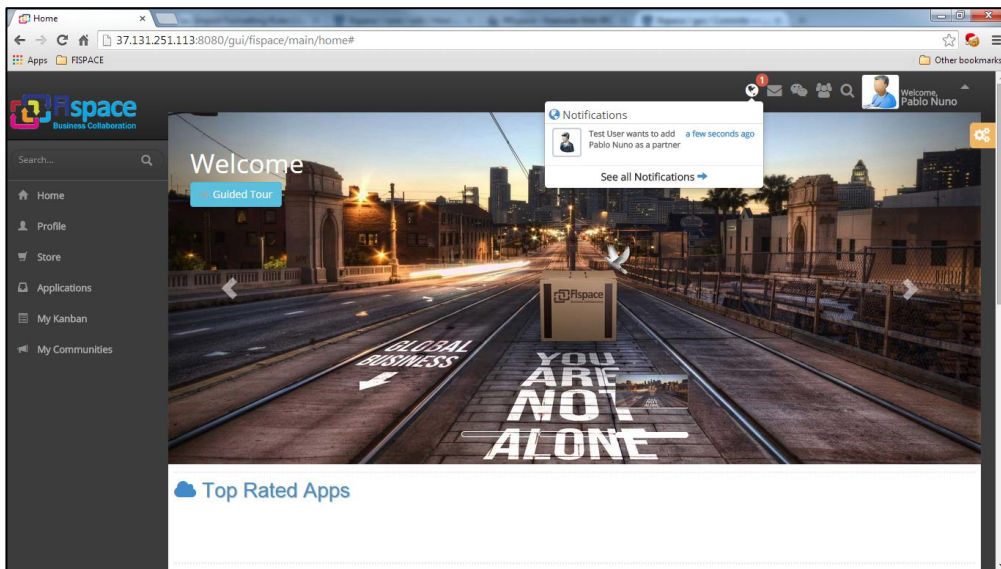 Home
37.131.251.113:8080/gui/fispace/main/home#
Apps FISPACE Other bookmarks
1
FIspace
Business Collaboration
Welcome,
Pablo Nuno
Search...
Home
Profile
Store
Applications
My Kanban
My Communities
Welcome
Guided Tour
Notifications
Test User wants to add a few seconds ago
Pablo Nuno as a partner
See all Notifications
FIspace
GLOBAL
BUSINESS
YOU
ARE
NOT
ALONE
Top Rated Apps